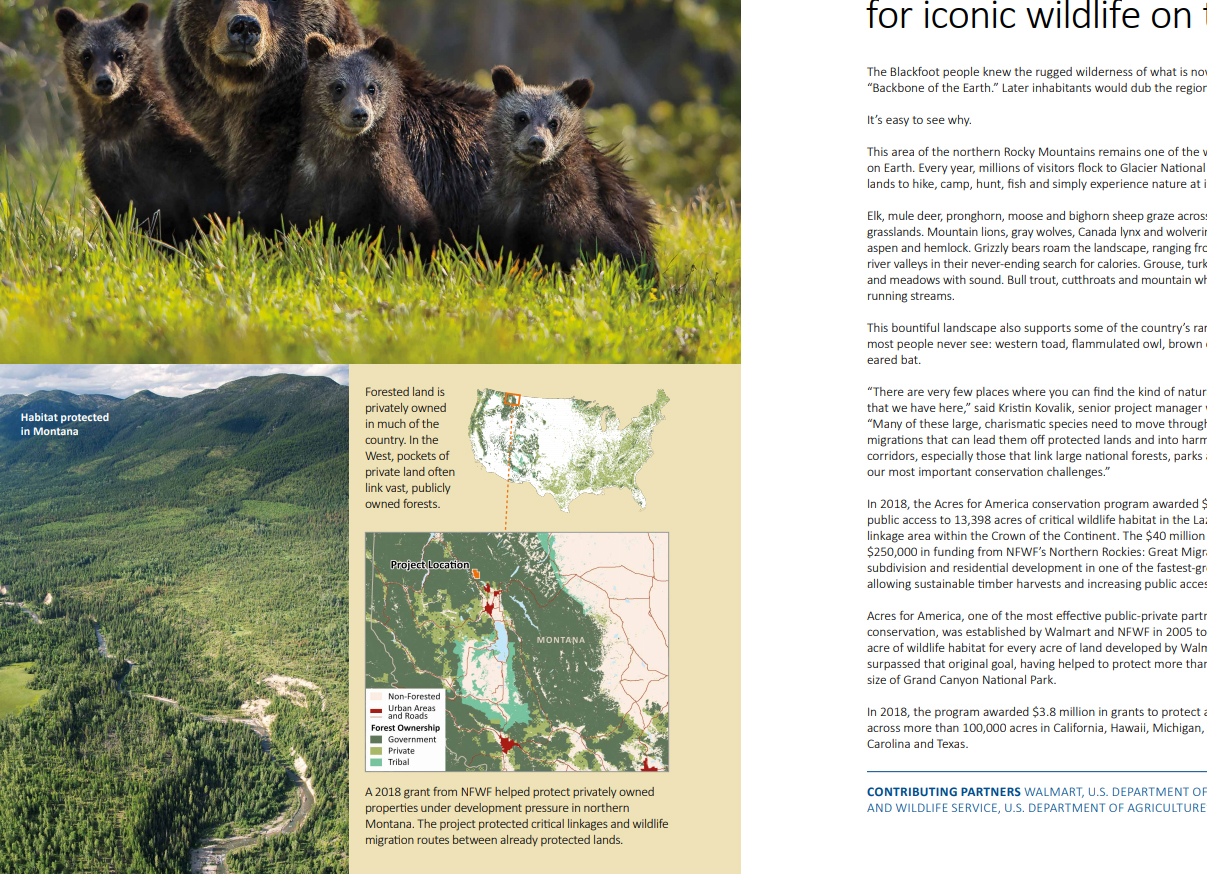 Habitat protected
in Montana
Forested land is
privately owned
in much of the
country. In the
West, pockets of
private land often
link vast, publicly
owned forests.
Project Location
MONTANA
Non-Forested
Urban Areas
and Roads
Forest Ownership
Government
Private
Tribal
A 2018 grant from NFWF helped protect privately owned
properties under development pressure in northern
Montana. The project protected critical linkages and wildlife
migration routes between already protected lands.
for iconic wildlife on
The Blackfoot people knew the rugged wilderness of what is
“Backbone of the Earth.” Later inhabitants would dub the
It’s easy to see why.
This area of the northern Rocky Mountains remains one of the
on Earth. Every year, millions of visitors flock to Glacier National
lands to hike, camp, hunt, fish and simply experience nature at
Elk, mule deer, pronghorn, moose and bighorn sheep graze
grasslands. Mountain lions, gray wolves, Canada lynx and
aspen and hemlock. Grizzly bears roam the landscape, ranging
river valleys in their never-ending search for calories. Grouse,
and meadows with sound. Bull trout, cutthroats and mountain
running streams.
This bountiful landscape also supports some of the country’s
most people never see: western toad, flammulated owl, brown
eared bat.
“There are very few places where you can find the kind of
that we have here,” said Kristin Kovalik, senior project manager
“Many of these large, charismatic species need to move
migrations that can lead them off protected lands and into
corridors, especially those that link large national forests, parks
our most important conservation challenges.”
In 2018, the Acres for America conservation program awarded
public access to 13,398 acres of critical wildlife habitat in the
linkage area within the Crown of the Continent. The $40 million
$250,000 in funding from NFWF’s Northern Rockies: Great
subdivision and residential development in one of the
allowing sustainable timber harvests and increasing public
Acres for America, one of the most effective public-private
conservation, was established by Walmart and NFWF in 2005 to
acre of wildlife habitat for every acre of land developed by
surpassed that original goal, having helped to protect more than
size of Grand Canyon National Park.
In 2018, the program awarded $3.8 million in grants to protect
across more than 100,000 acres in California, Hawaii, Michigan,
Carolina and Texas.
CONTRIBUTING PARTNERS WALMART, U.S. DEPARTMENT OF
AND WILDLIFE SERVICE, U.S. DEPARTMENT OF AGRICULTURE